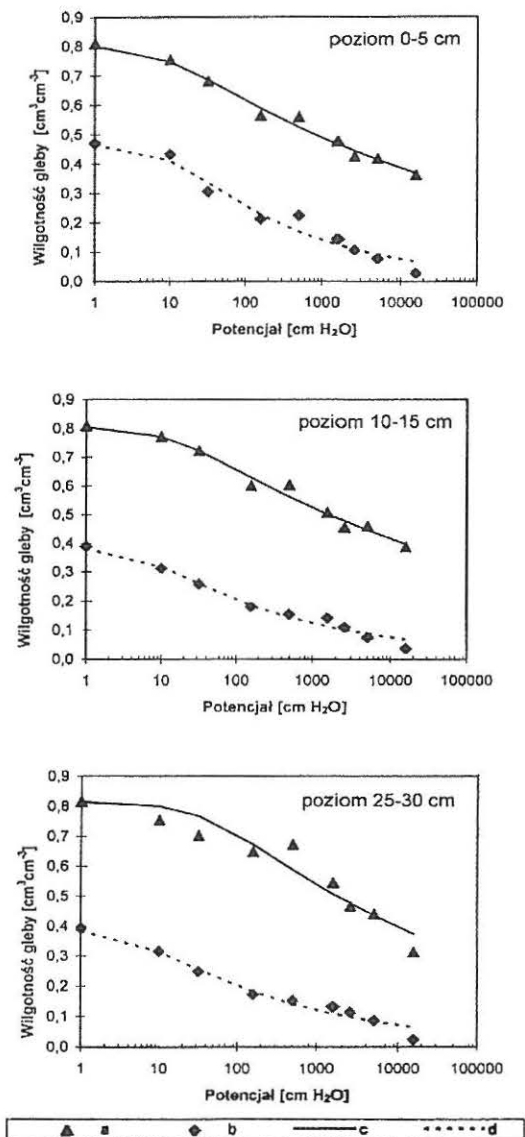 0,9
0,8
0,7
0,6
0,5
0,4
0,3
0,2
0,1
0,0
Wilgotność gleby [cm³cm⁻³]
poziom 0-5 cm
1 10 100 1000 10000 100000
Potencjał [cm H₂O]
0,9
0,8
0,7
0,6
0,5
0,4
0,3
0,2
0,1
0,0
Wilgotność gleby [cm³cm⁻³]
poziom 10-15 cm
1 10 100 1000 10000 100000
Potencjał [cm H₂O]
0,9
0,8
0,7
0,6
0,5
0,4
0,3
0,2
0,1
0,0
Wilgotność gleby [cm³cm⁻³]
poziom 25-30 cm
1 10 100 1000 10000 100000
Potencjał [cm H₂O]
a b c d